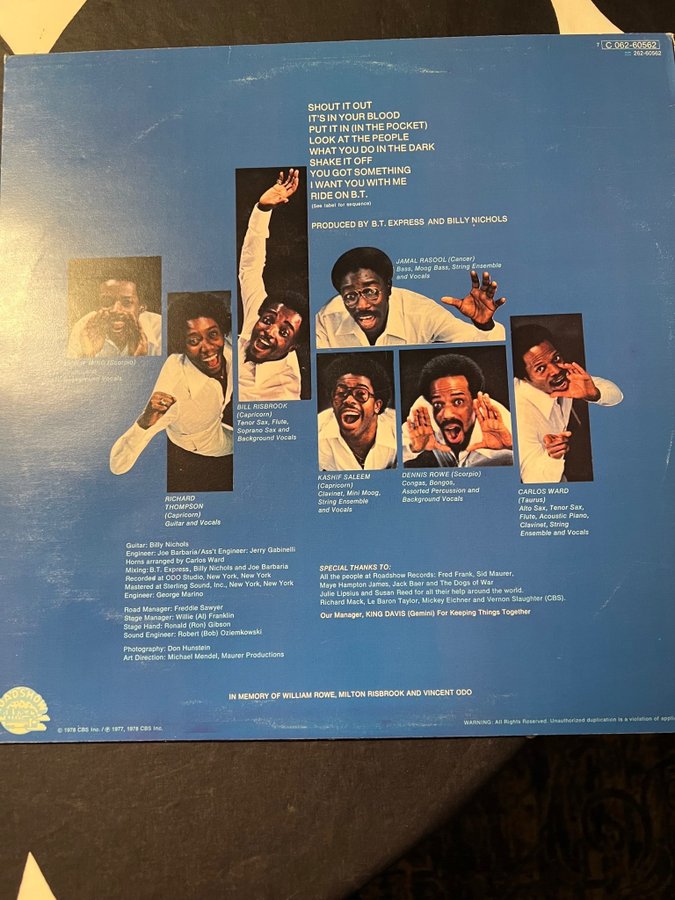 7 C 062-60562
262-60562
SHOUT IT OUT
IT'S IN YOUR BLOOD
PUT IT IN (IN THE POCKET)
LOOK AT THE PEOPLE
WHAT YOU DO IN THE DARK
SHAKE IT OFF
YOU GOT SOMETHING
I WANT YOU WITH ME
RIDE ON B.T.
(See label for sequence)
PRODUCED BY B.T. EXPRESS AND BILLY NICHOLS
JAMAL RASOOL (Cancer)
Bass, Moog Bass, String Ensemble
and Vocals
(Scorpio)
Vocals
BILL RISBROOK
(Capricorn)
Tenor Sax, Flute,
Soprano Sax and
Background Vocals
RICHARD
THOMPSON
(Capricorn)
Guitar and Vocals
KASHIF SALEEM
(Capricorn)
Clavinet, Mini Moog,
String Ensemble
and Vocals
DENNIS ROWE (Scorpio)
Congas, Bongos,
Assorted Percussion and
Background Vocals
CARLOS WARD
(Taurus)
Alto Sax, Tenor Sax,
Flute, Acoustic Piano,
Clavinet, String
Ensemble and Vocals
Guitar: Billy Nichols
Engineer: Joe Barbaria/Ass't Engineer: Jerry Gabinelli
Horns arranged by Carlos Ward
Mixing: B.T. Express, Billy Nichols and Joe Barbaria
Recorded at ODO Studio, New York, New York
Mastered at Sterling Sound, Inc., New York, New York
Engineer: George Marino
Road Manager: Freddie Sawyer
Stage Manager: Willie (Al) Franklin
Stage Hand: Ronald (Ron) Gibson
Sound Engineer: Robert (Bob) Oziemkowski
Photography: Don Hunstein
Art Direction: Michael Mendel, Maurer Productions
SPECIAL THANKS TO:
All the people at Roadshow Records: Fred Frank, Sid Maurer,
Maye Hampton James, Jack Baer and The Dogs of War
Julie Lipsius and Susan Reed for all their help around the world.
Richard Mack, Le Baron Taylor, Mickey Eichner and Vernon Slaughter (CBS).
Our Manager, KING DAVIS (Gemini) For Keeping Things Together
IN MEMORY OF WILLIAM ROWE, MILTON RISBROOK AND VINCENT ODO
© 1978 CBS Inc. / ℗ 1977, 1978 CBS Inc.
WARNING: All Rights Reserved. Unauthorized duplication is a violation of applic